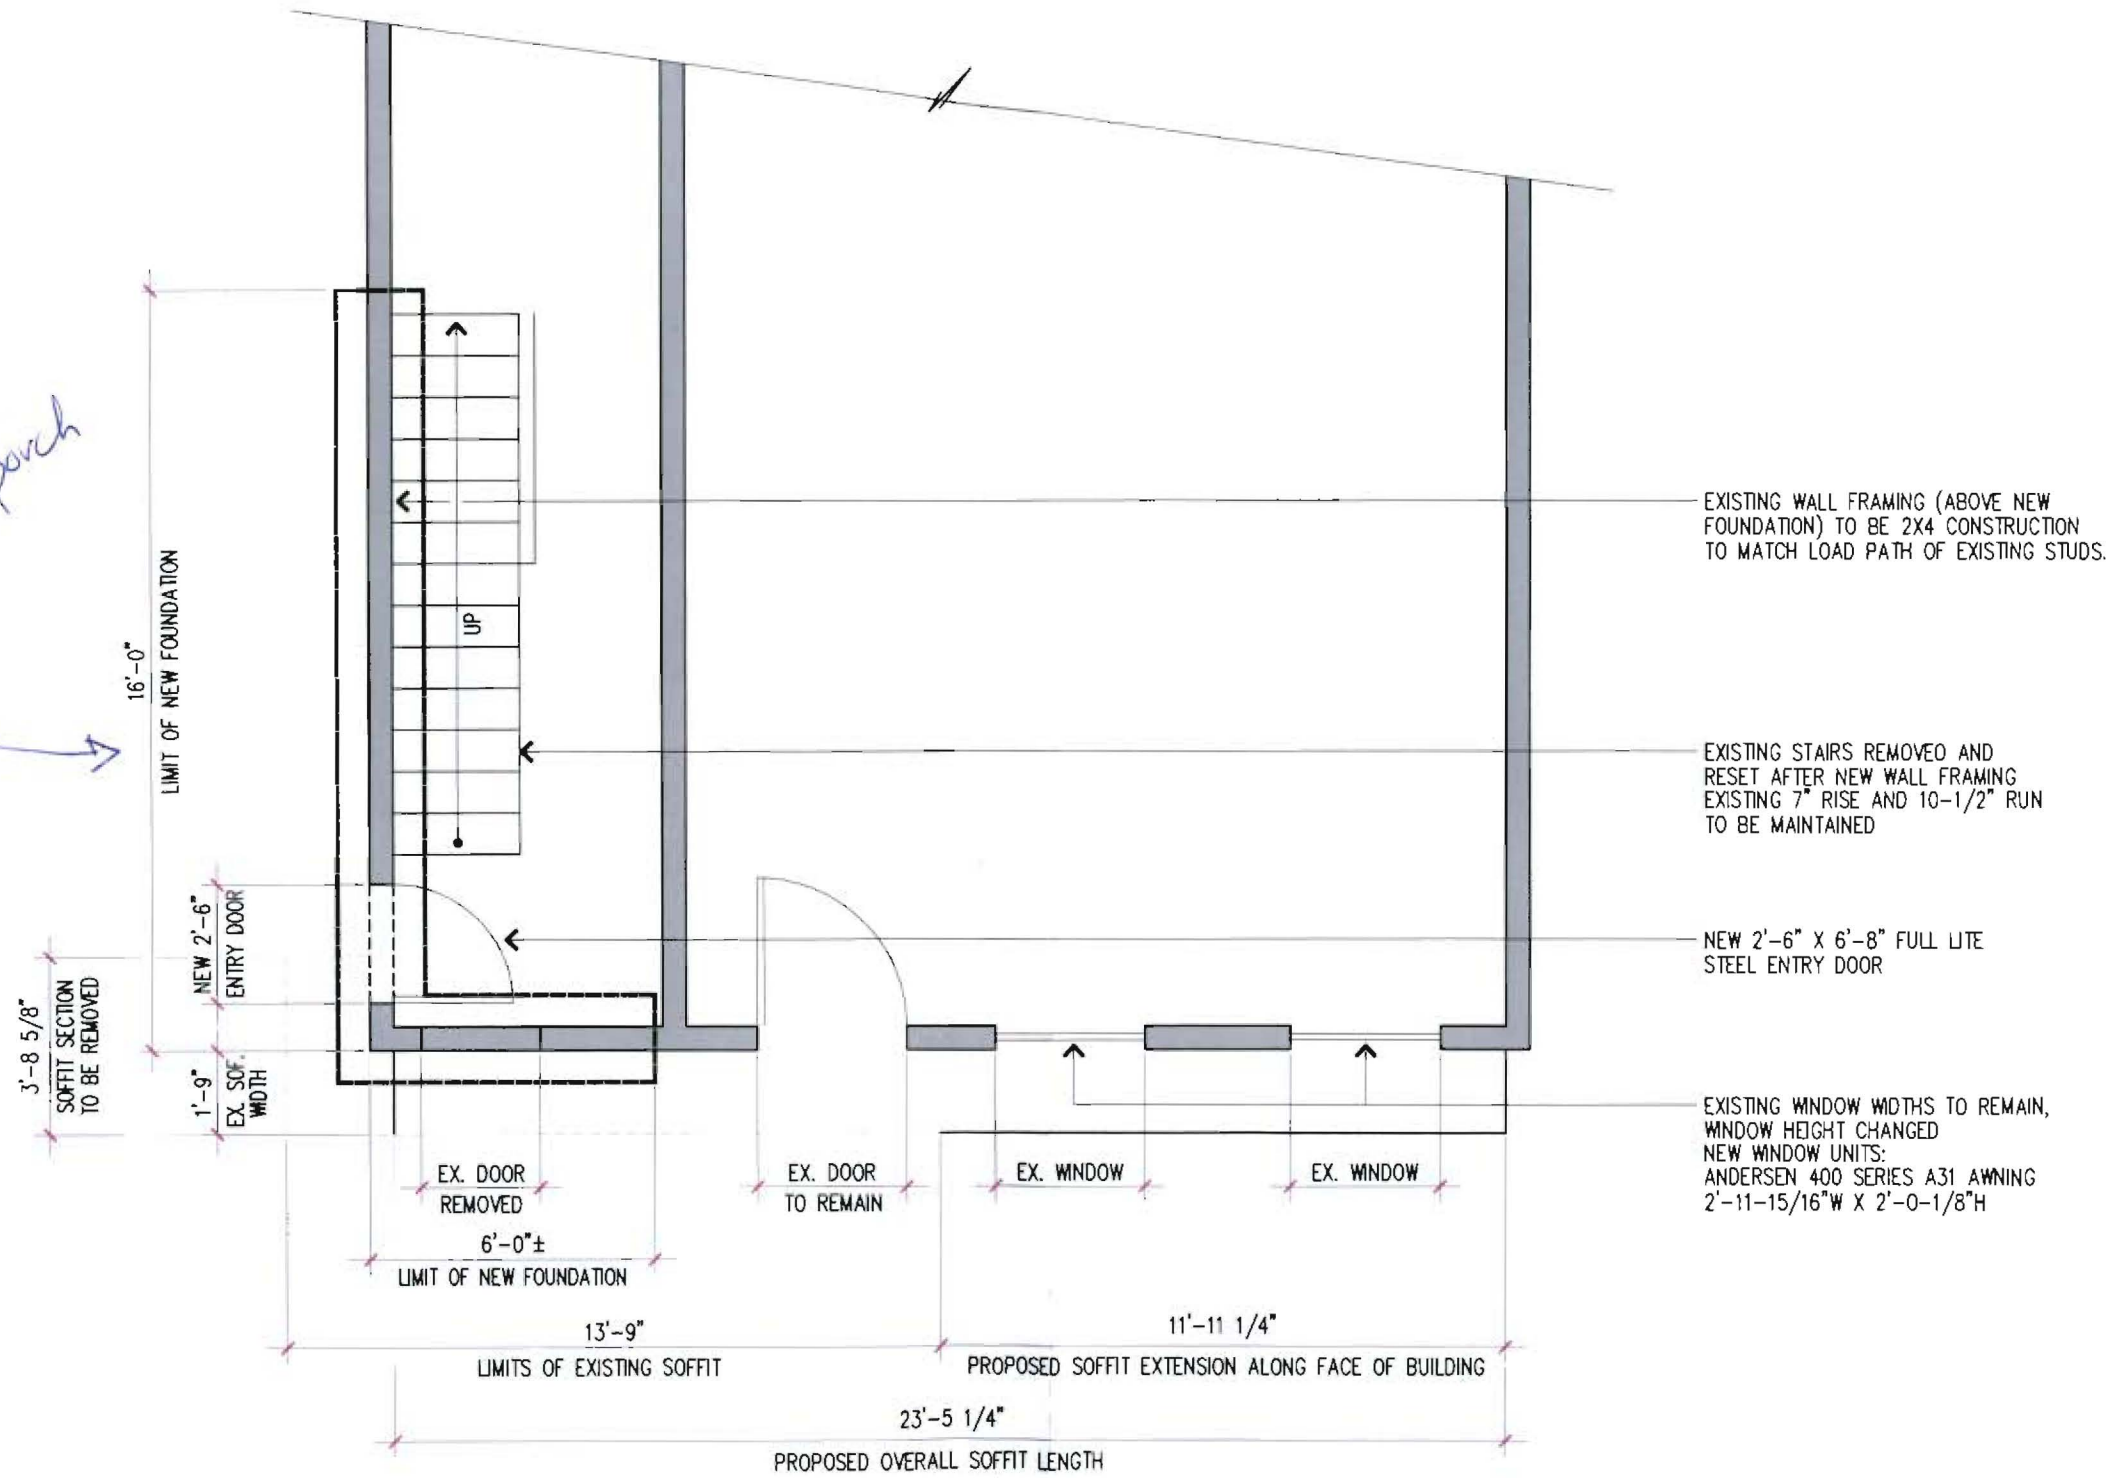 porch
16'-0"
LIMIT OF NEW FOUNDATION
3'-8 5/8"
SOFFIT SECTION
TO BE REMOVED
NEW 2'-6"
ENTRY DOOR
1'-9"
EX. SOF.
WIDTH
UP
EXISTING WALL FRAMING (ABOVE NEW
FOUNDATION) TO BE 2X4 CONSTRUCTION
TO MATCH LOAD PATH OF EXISTING STUDS.
EXISTING STAIRS REMOVED AND
RESET AFTER NEW WALL FRAMING
EXISTING 7" RISE AND 10-1/2" RUN
TO BE MAINTAINED
NEW 2'-6" X 6'-8" FULL LITE
STEEL ENTRY DOOR
EXISTING WINDOW WIDTHS TO REMAIN,
WINDOW HEIGHT CHANGED
NEW WINDOW UNITS:
ANDERSEN 400 SERIES A31 AWNING
2'-11-15/16"W X 2'-0-1/8"H
EX. DOOR
REMOVED
EX. DOOR
TO REMAIN
EX. WINDOW
EX. WINDOW
6'-0"±
LIMIT OF NEW FOUNDATION
13'-9"
LIMITS OF EXISTING SOFFIT
11'-11 1/4"
PROPOSED SOFFIT EXTENSION ALONG FACE OF BUILDING
23'-5 1/4"
PROPOSED OVERALL SOFFIT LENGTH